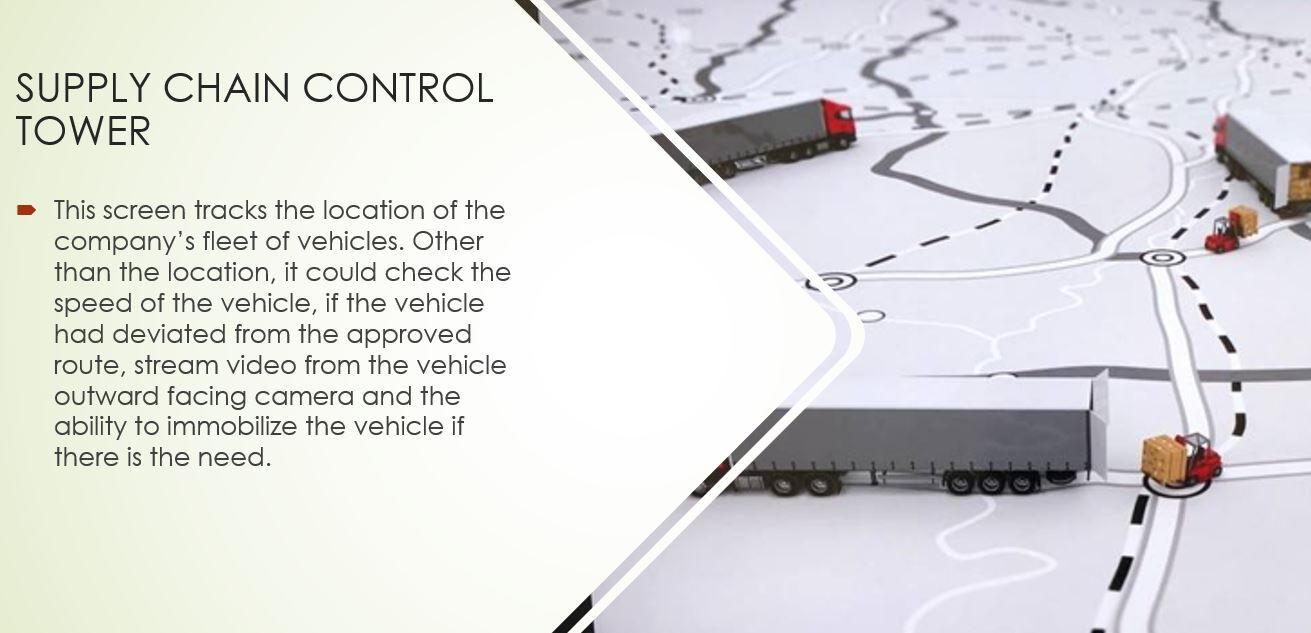 SUPPLY CHAIN CONTROL
TOWER
This screen tracks the location of the
company’s fleet of vehicles. Other
than the location, it could check the
speed of the vehicle, if the vehicle
had deviated from the approved
route, stream video from the vehicle
outward facing camera and the
ability to immobilize the vehicle if
there is the need.